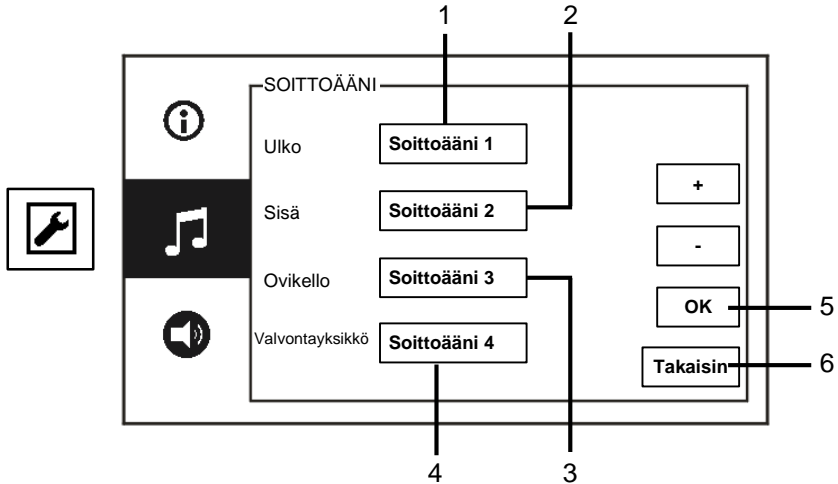 1 2
SOITTOÄÄNI
Ulko Soittoääni 1
Sisä Soittoääni 2
+
-
Ovikello Soittoääni 3
OK 5
Valvontayksikkö Soittoääni 4
Takaisin 6
4 3